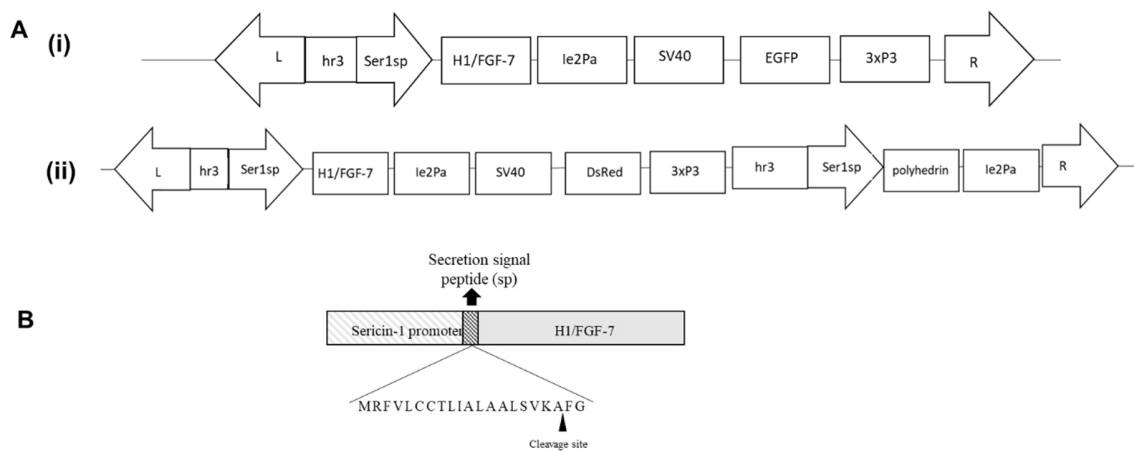 A
(i)
L hr3 Ser1sp H1/FGF-7 Ie2Pa SV40 EGFP 3xP3 R
(ii)
L hr3 Ser1sp H1/FGF-7 Ie2Pa SV40 DsRed 3xP3 hr3 Ser1sp polyhedrin Ie2Pa R
B
Secretion signal
peptide (sp)
Sericin-1 promoter H1/FGF-7
MRFVLCCTLIALAALSVKAFG
Cleavage site